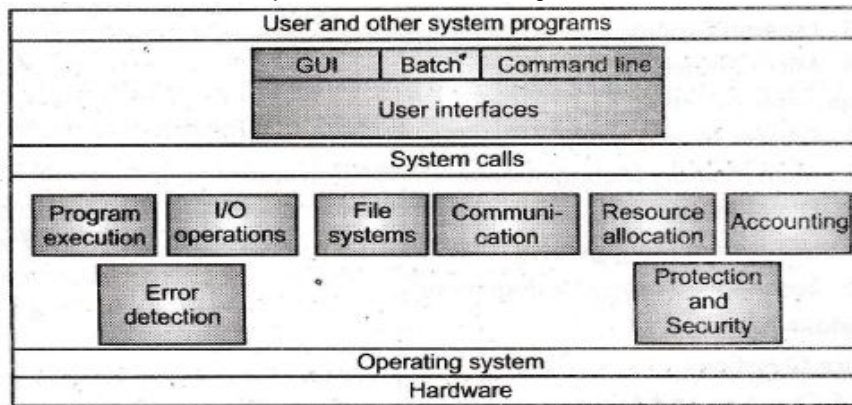 User and other system programs
GUI Batch Command line
User interfaces
System calls
Program execution
I/O operations
File systems
Communi-
cation
Resource allocation
Accounting
Error detection
Protection and Security
Operating system
Hardware